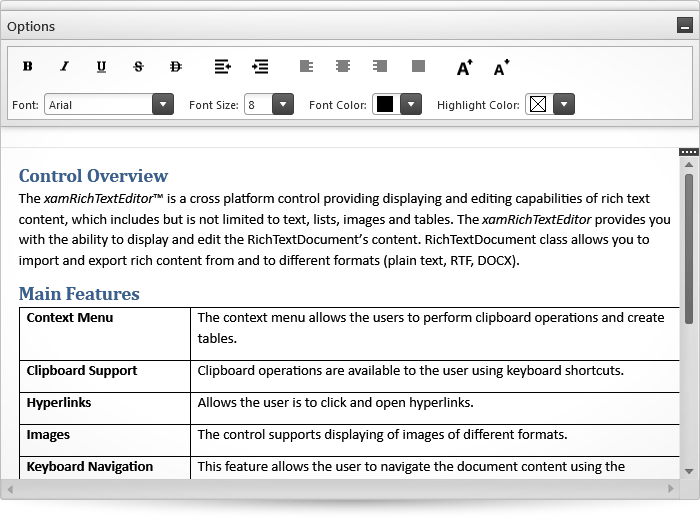 Options
B I U S D A A
Font: Arial Font Size: 8 Font Color: Highlight Color:
Control Overview
The xamRichTextEditor™ is a cross platform control providing displaying and editing capabilities of rich text
content, which includes but is not limited to text, lists, images and tables. The xamRichTextEditor provides you
with the ability to display and edit the RichTextDocument's content. RichTextDocument class allows you to
import and export rich content from and to different formats (plain text, RTF, DOCX).
Main Features
Context Menu The context menu allows the users to perform clipboard operations and create
tables.
Clipboard Support Clipboard operations are available to the user using keyboard shortcuts.
Hyperlinks Allows the user is to click and open hyperlinks.
Images The control supports displaying of images of different formats.
Keyboard Navigation This feature allows the user to navigate the document content using the